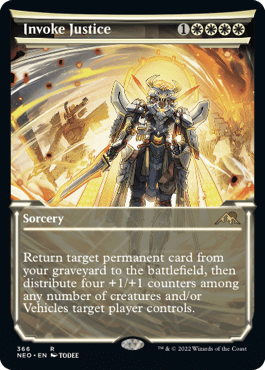 Invoke Justice 1
Sorcery
Return target permanent card from
your graveyard to the battlefield, then
distribute four +1/+1 counters among
any number of creatures and/or
Vehicles target player controls.
366 R
NEO • EN TODEE ™ & © 2022 Wizards of the Coast